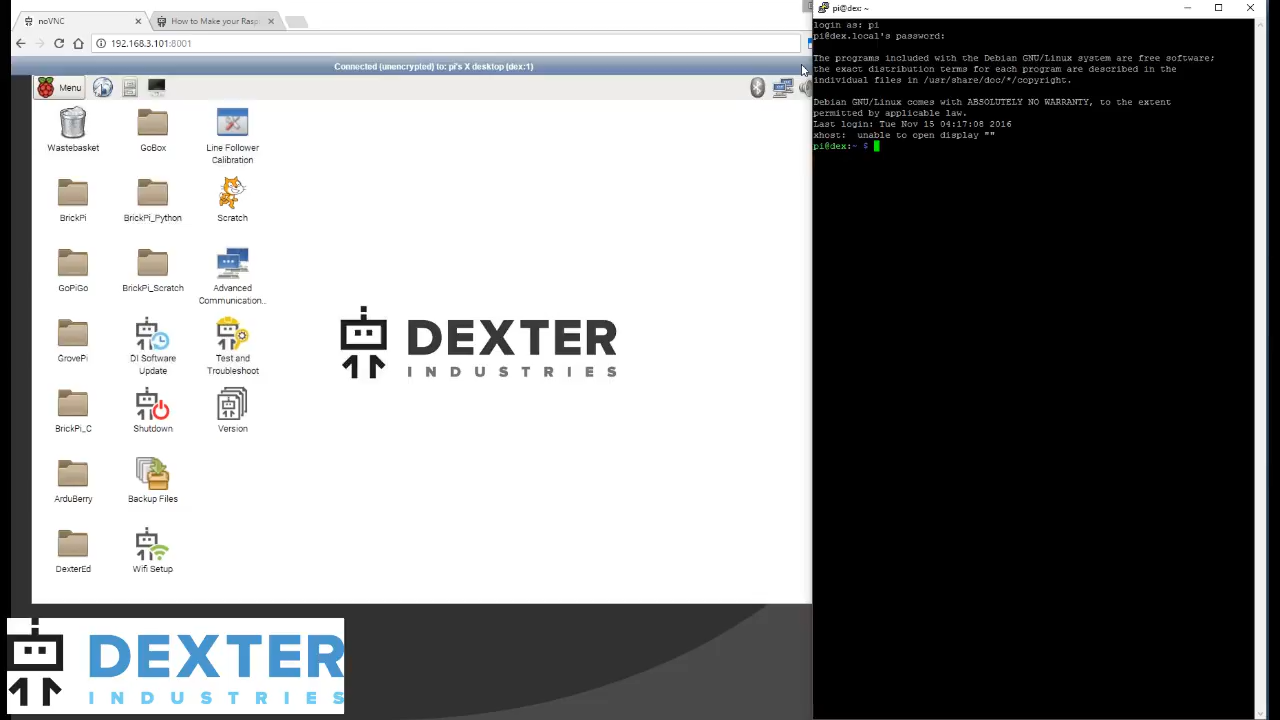 noVNC
How to Make your Raspl
192.168.3.101:8001
Connected (unencrypted) to: pi's X desktop (dex:1)
Menu
Wastebasket
GoBox
Line Follower
Calibration
BrickPi
BrickPi_Python
Scratch
GoPiGo
BrickPi_Scratch
Advanced
Communication...
GrovePi
DI Software
Update
Test and
Troubleshoot
BrickPi_C
Shutdown
Version
ArduBerry
Backup Files
DexterEd
Wifi Setup
DEXTER
INDUSTRIES
DEXTER
INDUSTRIES
pi@dex: ~
login as: pi
pi@dex.local's password:
The programs included with the Debian GNU/Linux system are free software;
the exact distribution terms for each program are described in the
individual files in /usr/share/doc/*/copyright.
Debian GNU/Linux comes with ABSOLUTELY NO WARRANTY, to the extent
permitted by applicable law.
Last login: Tue Nov 15 04:17:08 2016
xhost:  unable to open display ""
pi@dex:~ $